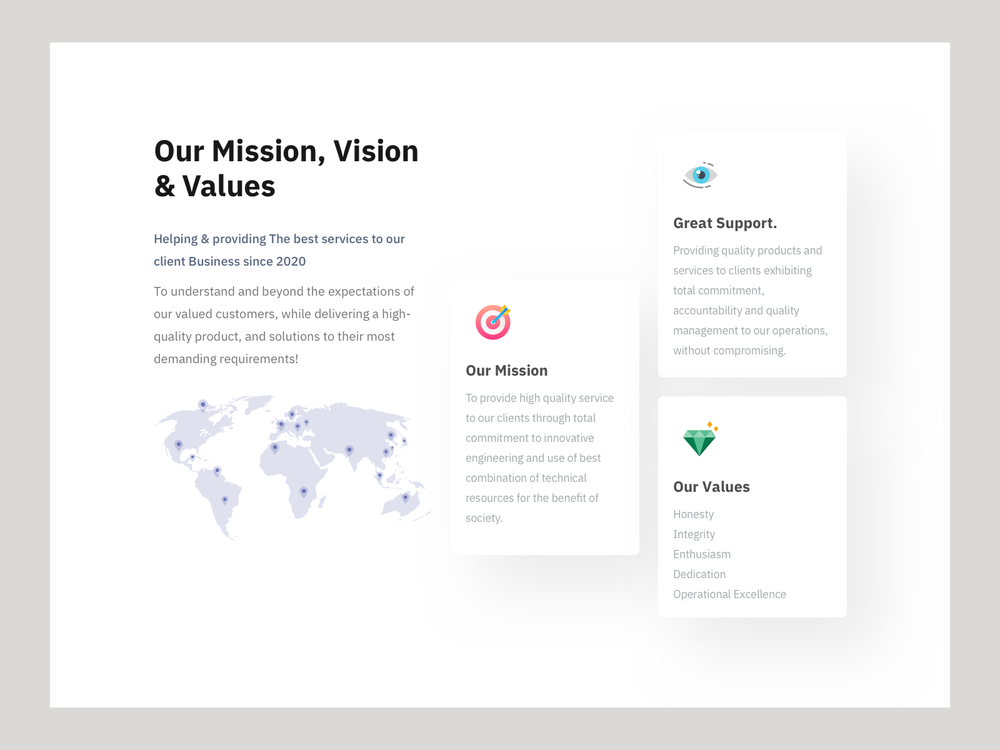 Our Mission, Vision
& Values
Helping & providing The best services to our
client Business since 2020
To understand and beyond the expectations of
our valued customers, while delivering a high-
quality product, and solutions to their most
demanding requirements!
Our Mission
To provide high quality service
to our clients through total
commitment to innovative
engineering and use of best
combination of technical
resources for the benefit of
society.
Great Support.
Providing quality products and
services to clients exhibiting
total commitment,
accountability and quality
management to our operations,
without compromising.
Our Values
Honesty
Integrity
Enthusiasm
Dedication
Operational Excellence